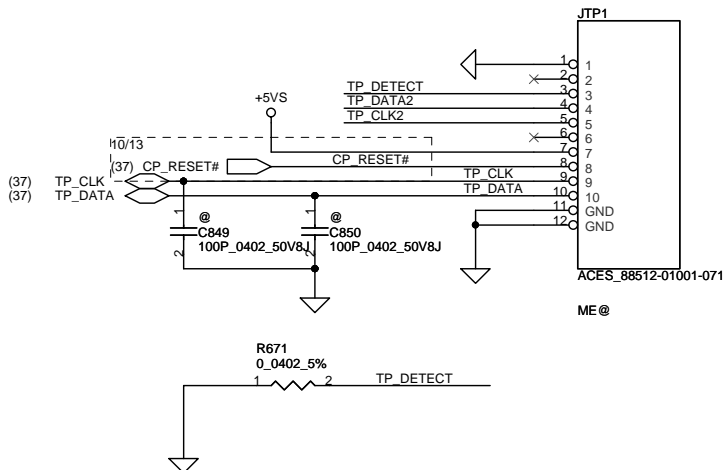 JTP1
1 1
2 2
TP_DETECT 3 3
TP_DATA2 4 4
TP_CLK2 5 5
6 6
+5VS 7 7
10/13
(37) CP_RESET# CP_RESET# 8 8
(37) TP_CLK TP_CLK 9 9
(37) TP_DATA TP_DATA 10 10
11 GND
12 GND
1 @
C849
100P_0402_50V8J
2
1 @
C850
100P_0402_50V8J
2
ACES_88512-01001-071
ME@
R671
0_0402_5%
1 2 TP_DETECT